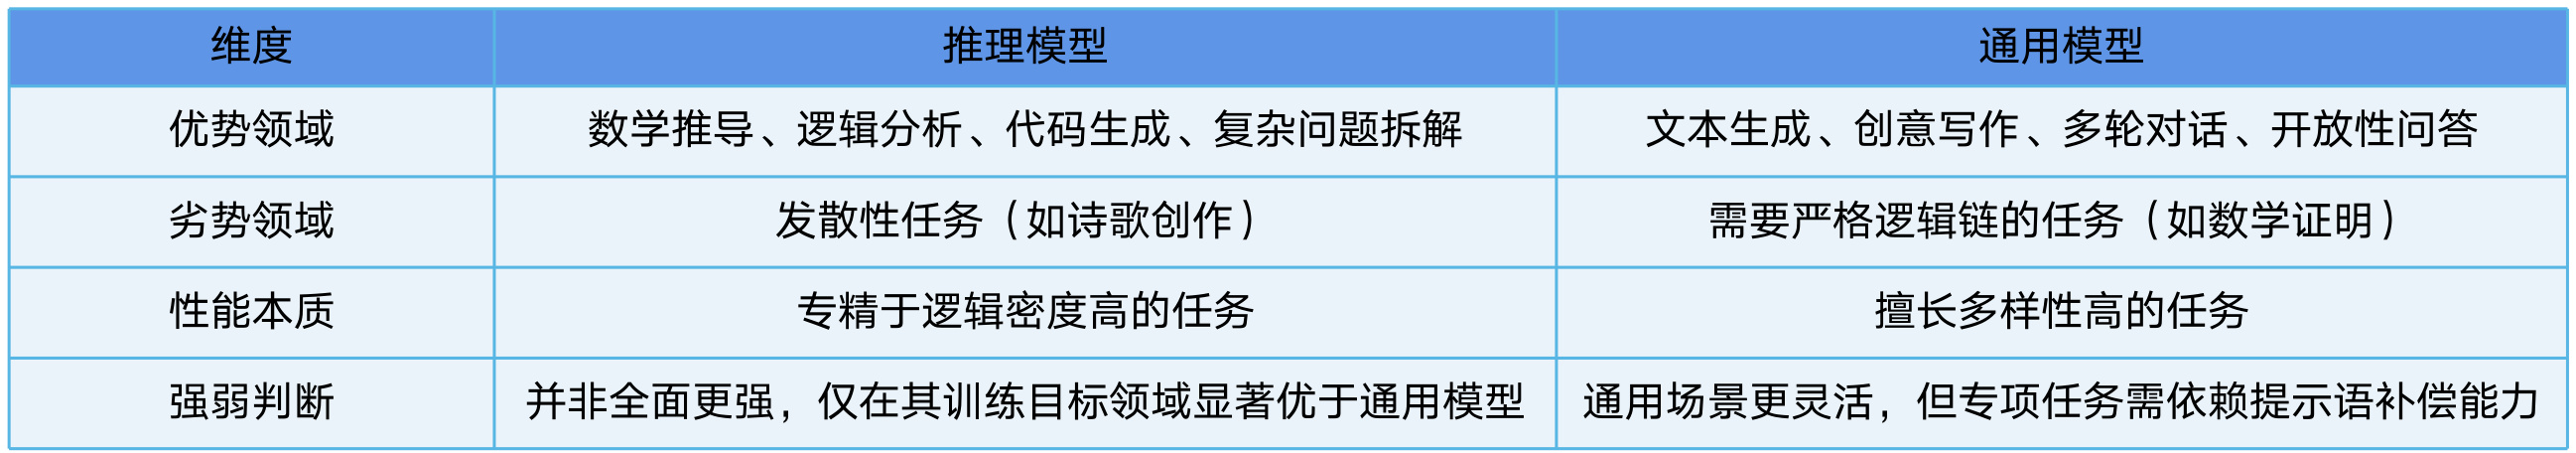 维度 推理模型 通用模型
优势领域 数学推导、逻辑分析、代码生成、复杂问题拆解 文本生成、创意写作、多轮对话、开放性问答
劣势领域 发散性任务（如诗歌创作） 需要严格逻辑链的任务（如数学证明）
性能本质 专精于逻辑密度高的任务 擅长多样性高的任务
强弱判断 并非全面更强，仅在其训练目标领域显著优于通用模型 通用场景更灵活，但专项任务需依赖提示语补偿能力